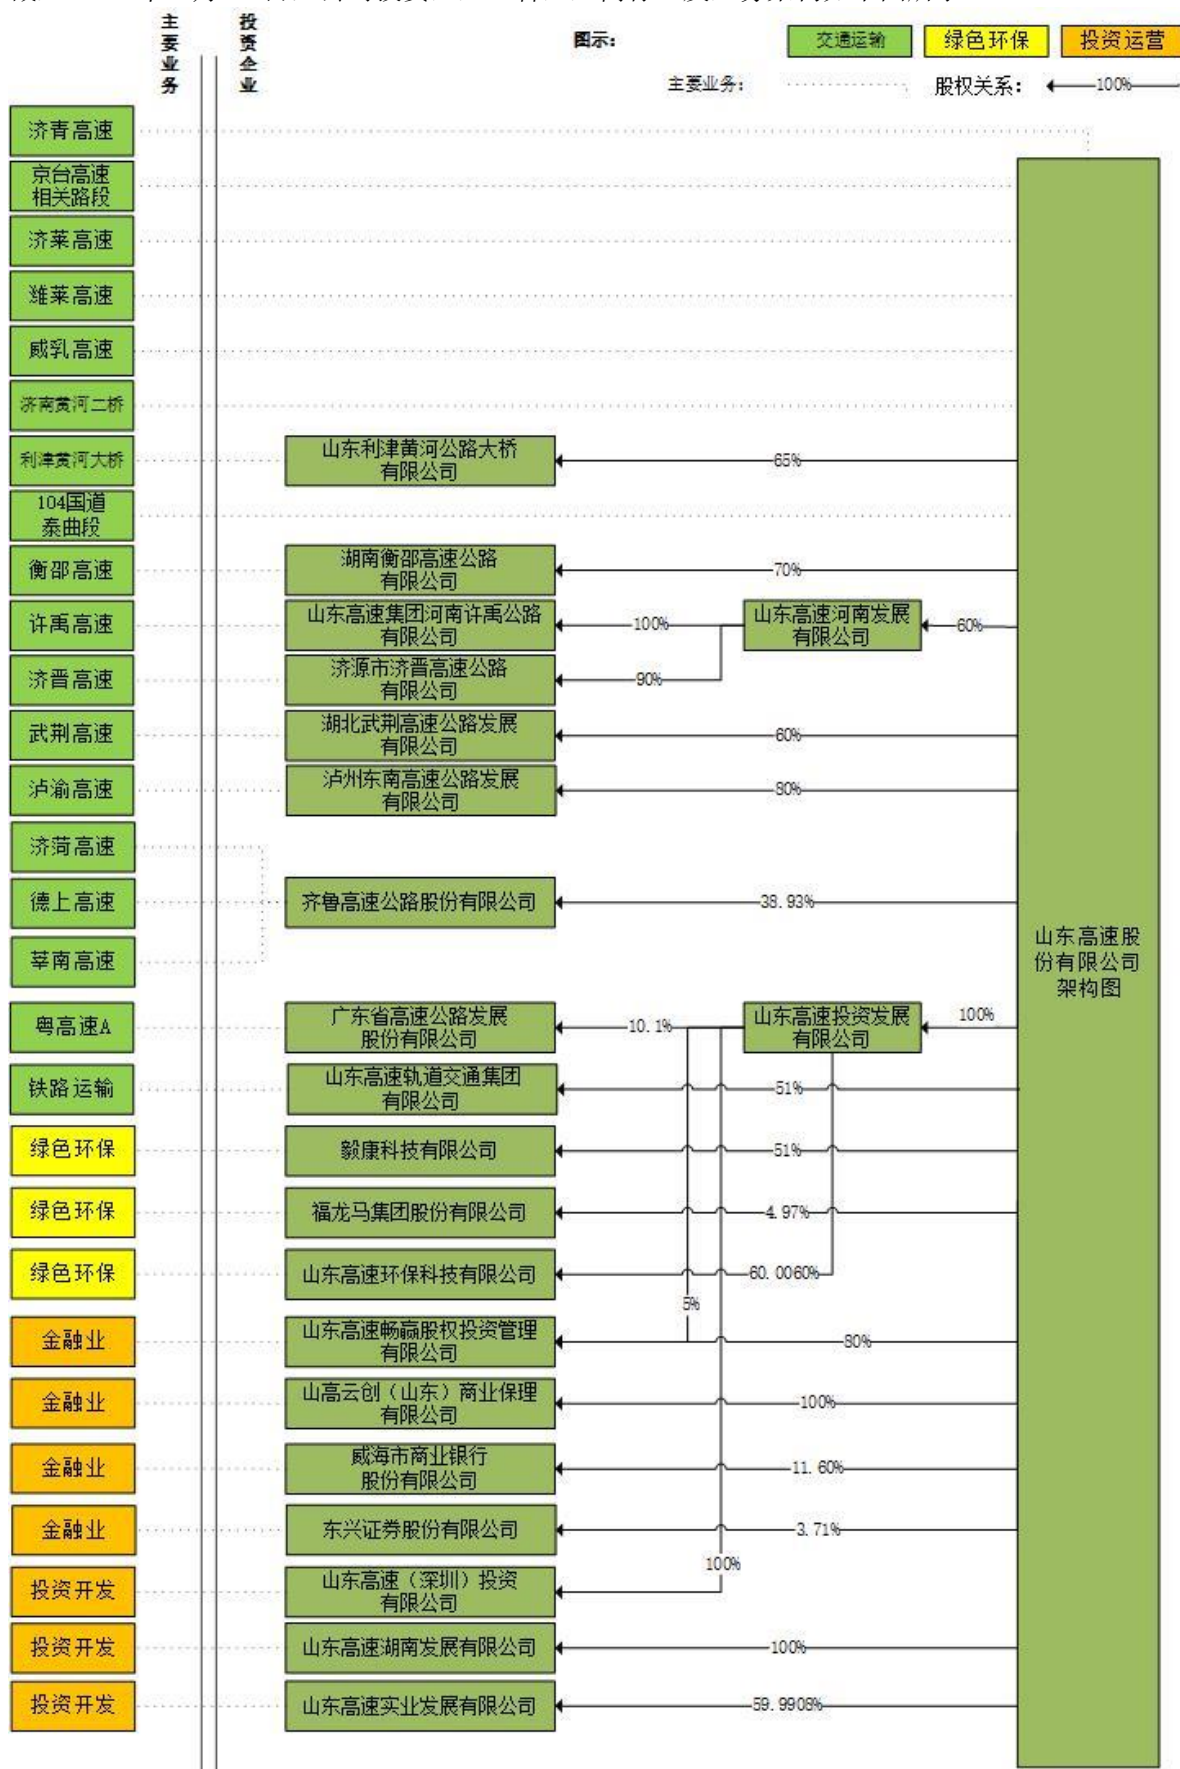 主要业务
投资企业
图示：
交通运输
绿色环保
投资运营
主要业务：
股权关系：
100%
济青高速
京台高速
相关路段
济莱高速
潍莱高速
威乳高速
济南黄河二桥
利津黄河大桥
山东利津黄河公路大桥
有限公司
65%
104国道
泰曲段
衡邵高速
湖南衡邵高速公路
有限公司
70%
许禹高速
山东高速集团河南许禹公路
有限公司
100%
山东高速河南发展
有限公司
60%
济晋高速
济源市济晋高速公路
有限公司
90%
武荆高速
湖北武荆高速公路发展
有限公司
60%
泸渝高速
泸州东南高速公路发展
有限公司
80%
济菏高速
德上高速
齐鲁高速公路股份有限公司
38.93%
莘南高速
山东高速股
份有限公司
架构图
粤高速A
广东省高速公路发展
股份有限公司
10.1%
山东高速投资发展
有限公司
100%
铁路运输
山东高速轨道交通集团
有限公司
51%
绿色环保
毅康科技有限公司
51%
绿色环保
福龙马集团股份有限公司
4.97%
绿色环保
山东高速环保科技有限公司
60.0060%
5%
金融业
山东高速畅赢股权投资管理
有限公司
80%
金融业
山高云创（山东）商业保理
有限公司
100%
金融业
威海市商业银行
股份有限公司
11.60%
金融业
东兴证券股份有限公司
3.71%
100%
投资开发
山东高速（深圳）投资
有限公司
投资开发
山东高速湖南发展有限公司
100%
投资开发
山东高速实业发展有限公司
59.9908%